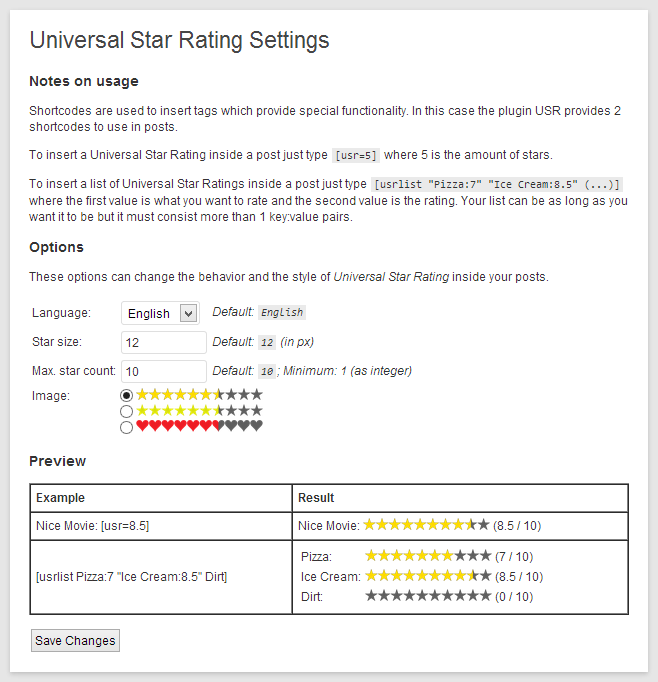 Universal Star Rating Settings
Notes on usage
Shortcodes are used to insert tags which provide special functionality. In this case the plugin USR provides 2
shortcodes to use in posts.
To insert a Universal Star Rating inside a post just type [usr=5] where 5 is the amount of stars.
To insert a list of Universal Star Ratings inside a post just type [usrlist "Pizza:7" "Ice Cream:8.5" (...)]
where the first value is what you want to rate and the second value is the rating. Your list can be as long as you
want it to be but it must consist more than 1 key:value pairs.
Options
These options can change the behavior and the style of Universal Star Rating inside your posts.
Language: English Default: English
Star size: 12 Default: 12 (in px)
Max. star count: 10 Default: 10 ; Minimum: 1 (as integer)
Image:
Preview
Example Result
Nice Movie: [usr=8.5] Nice Movie: (8.5 / 10)
[usrlist Pizza:7 "Ice Cream:8.5" Dirt] Pizza: (7 / 10)
Ice Cream: (8.5 / 10)
Dirt: (0 / 10)
Save Changes